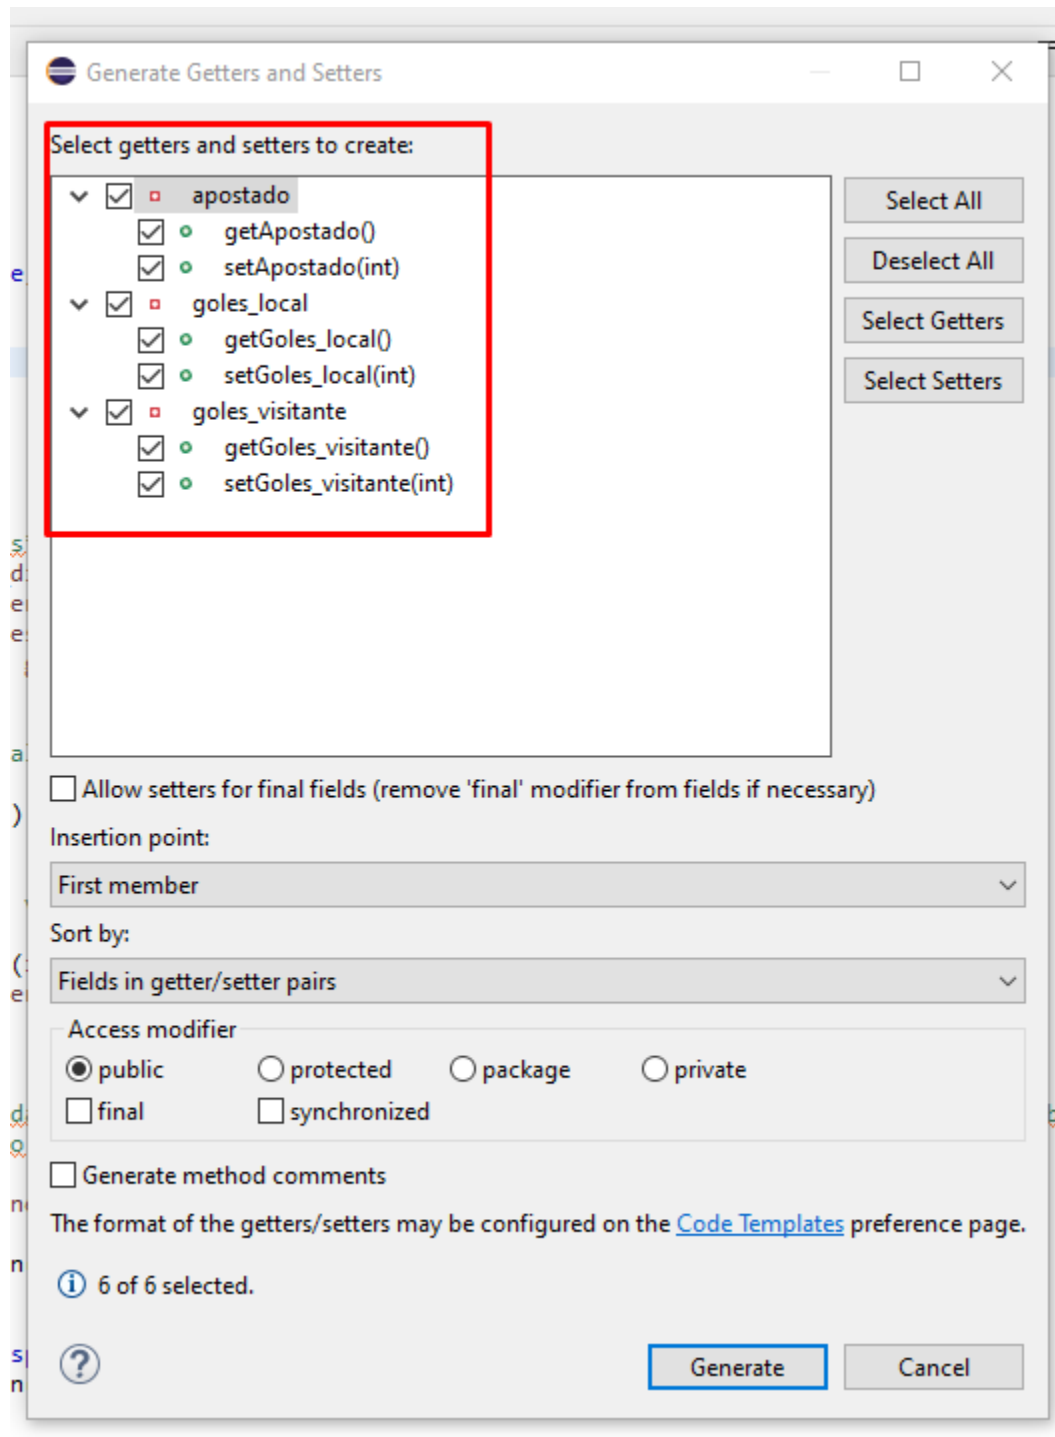 Generate Getters and Setters
Select getters and setters to create:
apostado
getApostado()
setApostado(int)
goles_local
getGoles_local()
setGoles_local(int)
goles_visitante
getGoles_visitante()
setGoles_visitante(int)
Select All
Deselect All
Select Getters
Select Setters
Allow setters for final fields (remove 'final' modifier from fields if necessary)
Insertion point:
First member
Sort by:
Fields in getter/setter pairs
Access modifier
public protected package private
final synchronized
Generate method comments
The format of the getters/setters may be configured on the Code Templates preference page.
6 of 6 selected.
Generate Cancel